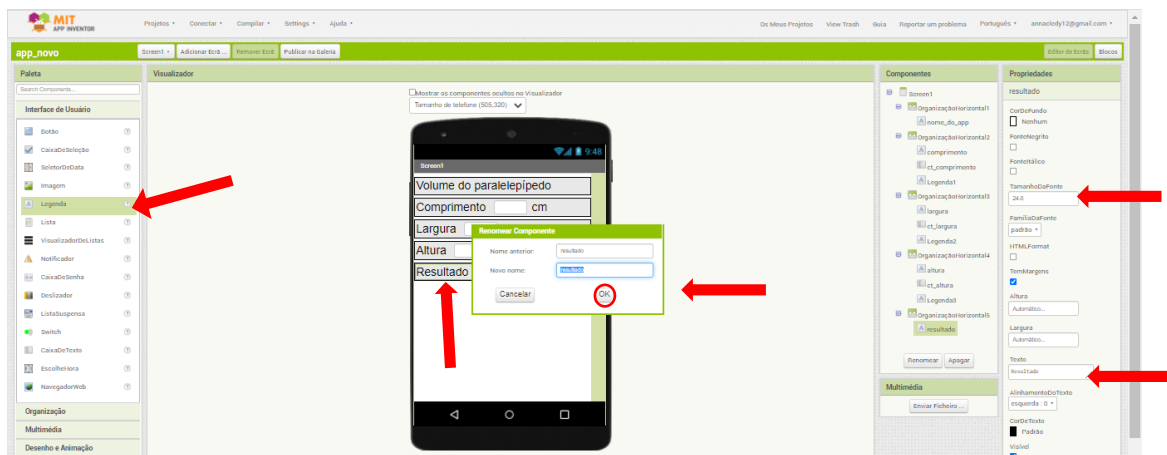 MIT
APP INVENTOR
Projetos Conectar Compilar Settings Ajuda
Os Meus Projetos View Trash Guia Reportar um problema Português annacledy12@gmail.com
app_novo
Screen1 Adicionar Ecrã ... Remover Ecrã Publicar na Galeria
Editor de Ecrãs Blocos
Paleta
Search Components...
Interface de Usuário
Botão
CaixaDeSeleção
SeletorDeData
Imagem
Legenda
Lista
VisualizadorDeListas
Notificador
CaixaDeSenha
Deslizador
ListaSuspensa
Switch
CaixaDeTexto
EscolheHora
NavegadorWeb
Organização
Multimédia
Desenho e Animação
Visualizador
Mostrar os componentes ocultos no Visualizador
Tamanho de telefone (505,320)
9:48
Screen1
Volume do paralelepípedo
Comprimento cm
Largura
Altura
Resultado
Renomear Componente
Nome anterior: resultado
Novo nome: resultado
Cancelar OK
Componentes
Screen1
OrganizaçãoHorizontal1
nome_do_app
OrganizaçãoHorizontal2
comprimento
ct_comprimento
Legenda1
OrganizaçãoHorizontal3
largura
ct_largura
Legenda2
OrganizaçãoHorizontal4
altura
ct_altura
Legenda3
OrganizaçãoHorizontal5
resultado
Renomear Apagar
Multimédia
Enviar Ficheiro ...
Propriedades
resultado
CorDeFundo
Nenhum
FonteNegrito
FonteItálico
TamanhoDaFonte
24.0
FamíliaDaFonte
padrão
HTMLFormat
TemMargens
Altura
Automático...
Largura
Automático...
Texto
Resultado
AlinhamentoDoTexto
esquerda : 0
CorDeTexto
Padrão
Visível